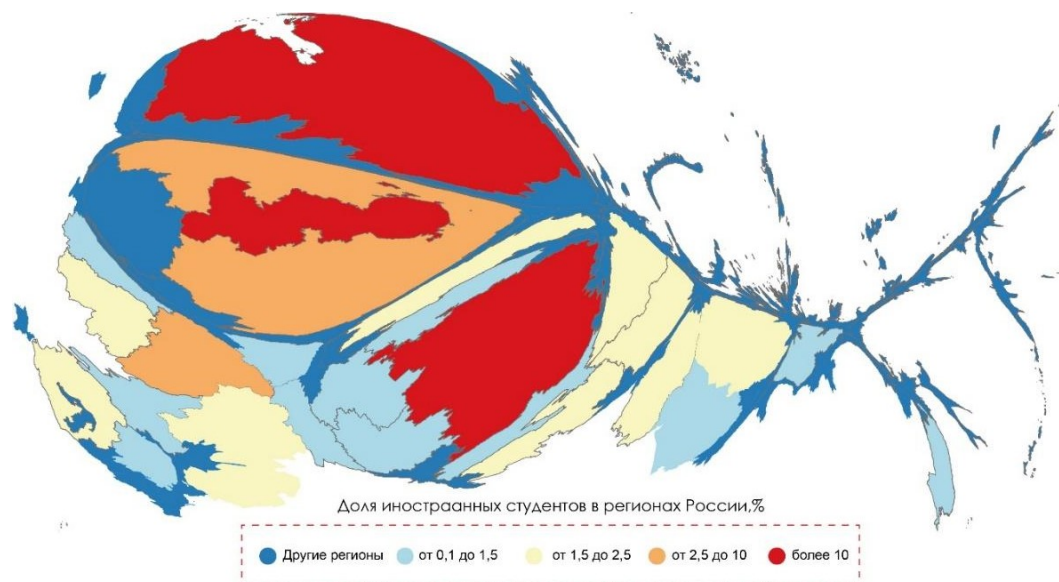 Доля иностраанных студентов в регионах России,%
Другие регионы от 0,1 до 1,5 от 1,5 до 2,5 от 2,5 до 10 более 10